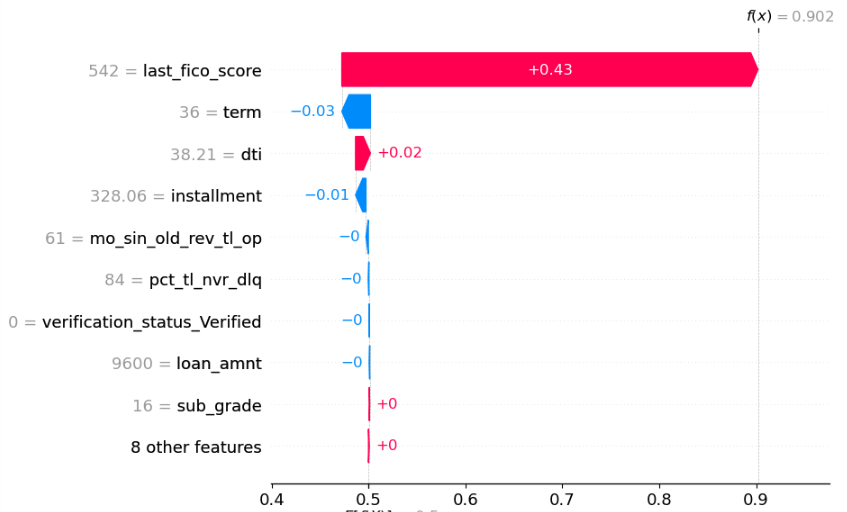 f(x) = 0.902
542 = last_fico_score
+0.43
36 = term
−0.03
38.21 = dti
+0.02
328.06 = installment
−0.01
61 = mo_sin_old_rev_tl_op
−0
84 = pct_tl_nvr_dlq
−0
0 = verification_status_Verified
−0
9600 = loan_amnt
−0
16 = sub_grade
+0
8 other features
+0
0.4 0.5 0.6 0.7 0.8 0.9